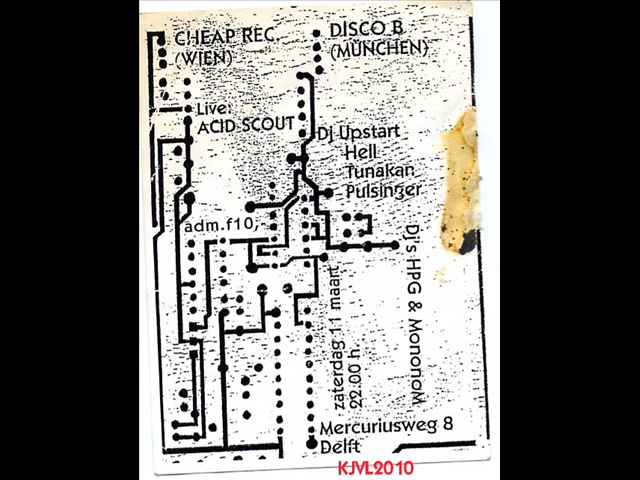 CHEAP REC.
(WIEN)
DISCO B
(MÜNCHEN)
Live:
ACID SCOUT
Dj Upstart
Hell
Tunakan
Pulsinger
adm.f10,-
Dj's HPG & Mononom
zaterdag 11 maart
22.00 h.
Mercuriusweg 8
Delft
KJVL2010